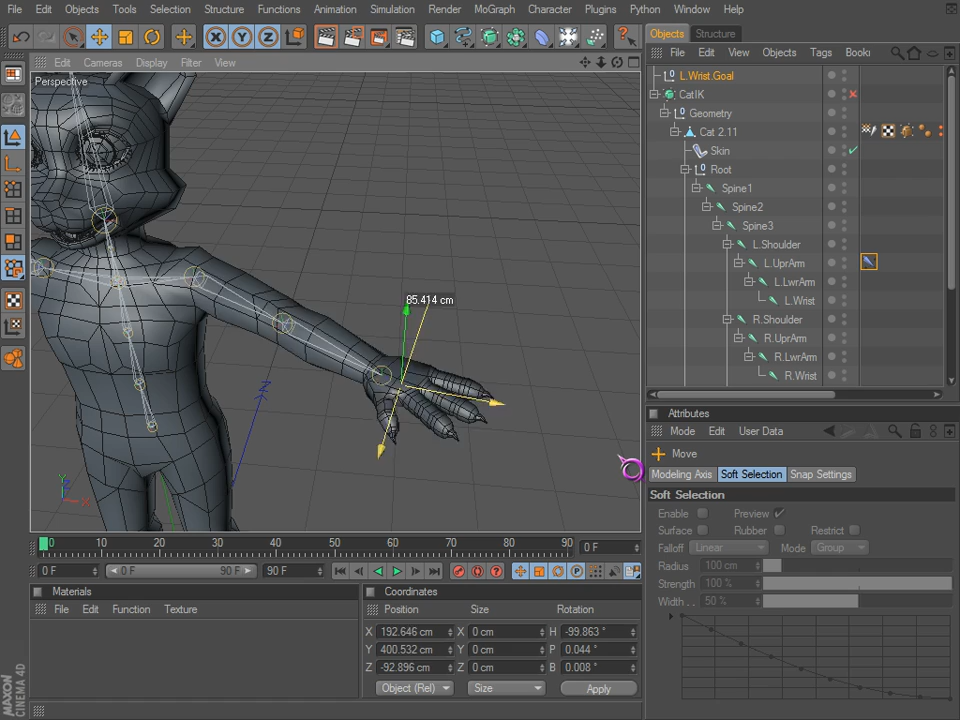 File Edit Objects Tools Selection Structure Functions Animation Simulation Render MoGraph Character Plugins Python Window Help
Edit Cameras Display Filter View
Perspective
85.414 cm
Z
Y
Z
X
Objects Structure
File Edit View Objects Tags Booki
L.Wrist.Goal
CatIK
Geometry
Cat 2.11
Skin
Root
Spine1
Spine2
Spine3
L.Shoulder
L.UprArm
L.LwrArm
L.Wrist
R.Shoulder
R.UprArm
R.LwrArm
R.Wrist
Attributes
Mode Edit User Data
Move
Modeling Axis Soft Selection Snap Settings
Soft Selection
Enable Preview
Surface Rubber Restrict
Falloff Linear Mode Group
Radius 100 cm
Strength 100 %
Width . . 50 %
0 10 20 30 40 50 60 70 80 90 0 F
0 F 0 F 90 F 90 F
Materials
File Edit Function Texture
Coordinates
Position Size Rotation
X 192.646 cm X 0 cm H -99.863 °
Y 400.532 cm Y 0 cm P 0.044 °
Z -92.896 cm Z 0 cm B 0.008 °
Object (Rel) Size Apply
MAXON
CINEMA 4D